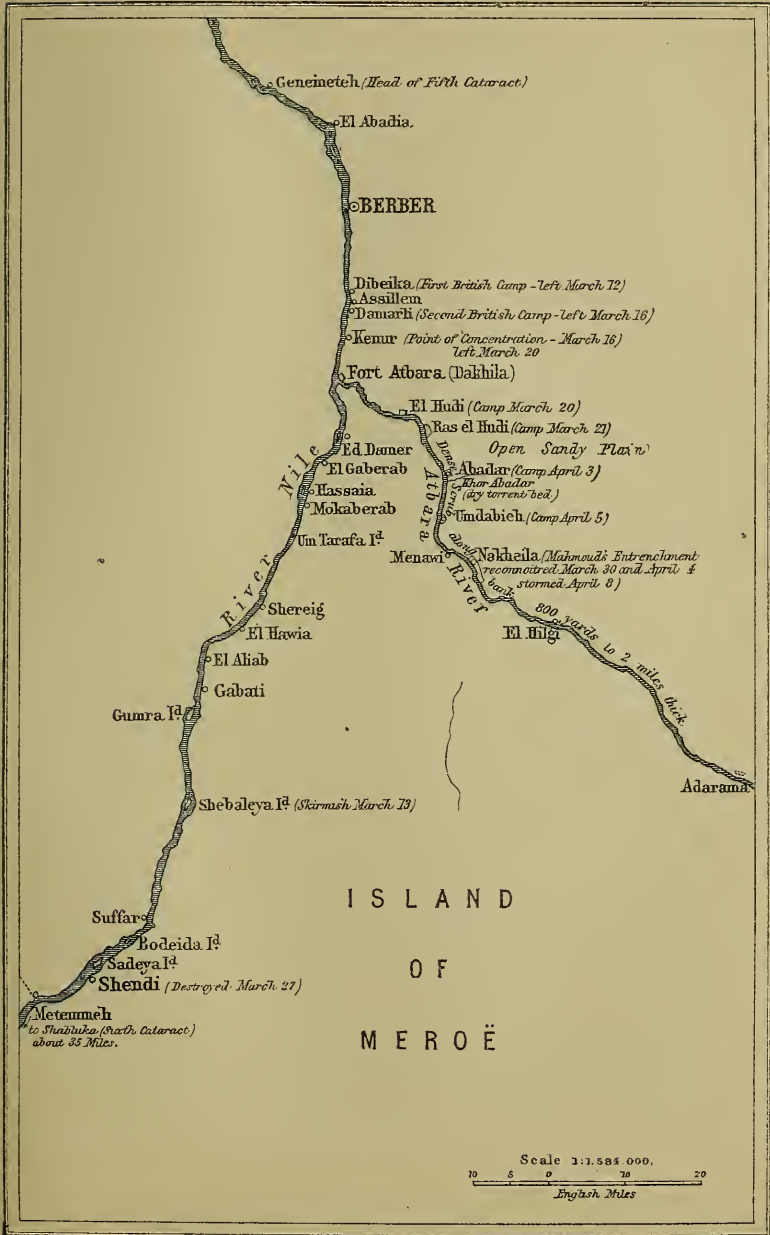 Geneineteh (Head of Fifth Cataract)
El Abadia
BERBER
Dibeika (First British Camp - left March 12)
Assillem
Damarli (Second British Camp - left March 16)
Kenur (Point of Concentration - March 16)
left March 20
Fort Atbara (Dakhila)
El Hudi (Camp March 20)
Ras el Hudi (Camp March 21)
Ed Damer
Open Sandy Plain
El Gaberab
Abadar (Camp April 3)
Khor Abadar
(dry torrent bed)
Hassaia
Mokaberab
Umdabieh (Camp April 5)
Um Tarafa Id.
Menawi
Nakheila (Mahmoud's Entrenchment
reconnoitred March 30 and April 4
stormed April 8)
Dense Scrub along bank 800 yards to 2 miles thick
Atbara River
River Nile
Shereig
El Hawia
El Hilgi
El Aliab
Gabati
Gumra Id.
Adarama
Shebaleya Id. (Skirmish March 13)
ISLAND
OF
MEROË
Suffar
Bodeida Id.
Sadeya Id.
Shendi (Destroyed March 27)
Metemmeh
to Shabluka (Sixth Cataract)
about 35 Miles.
Scale 1:1.584.000.
10 5 0 10 20
English Miles